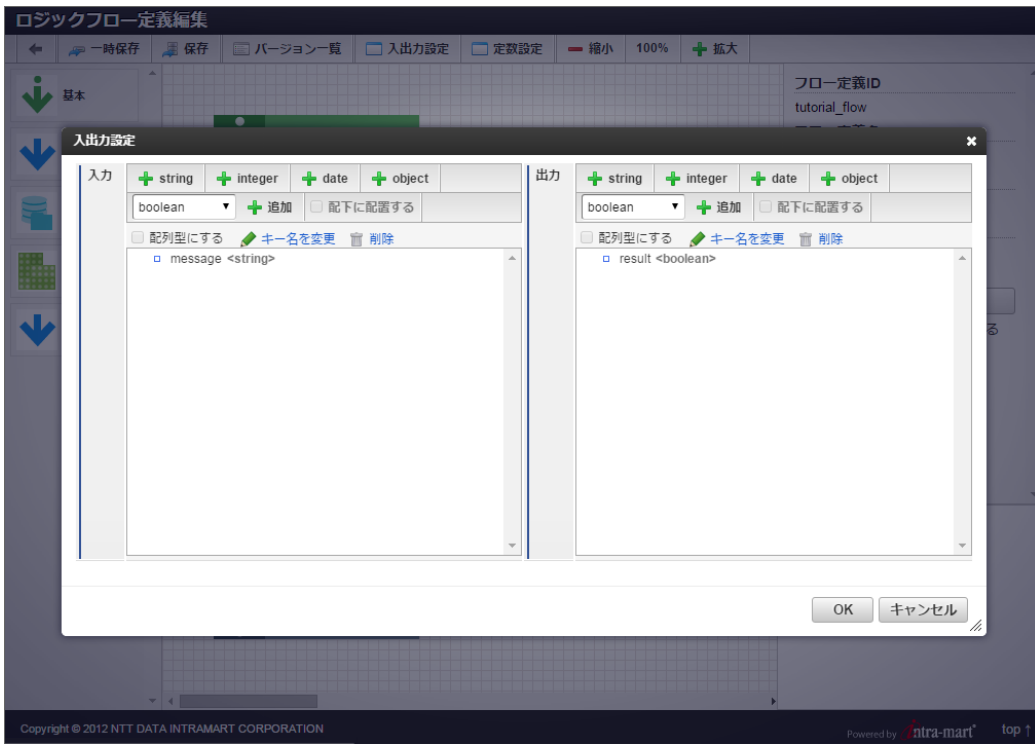 ロジックフロー定義編集
一時保存 保存 バージョン一覧 入出力設定 定数設定 縮小 100% 拡大
基本
フロー定義ID
tutorial_flow
入出力設定
入力 string integer date object
boolean 追加 配下に配置する
配列型にする キー名を変更 削除
message <string>
出力 string integer date object
boolean 追加 配下に配置する
配列型にする キー名を変更 削除
result <boolean>
る
OK キャンセル
Copyright © 2012 NTT DATA INTRAMART CORPORATION
Powered by intra-mart
top ↑